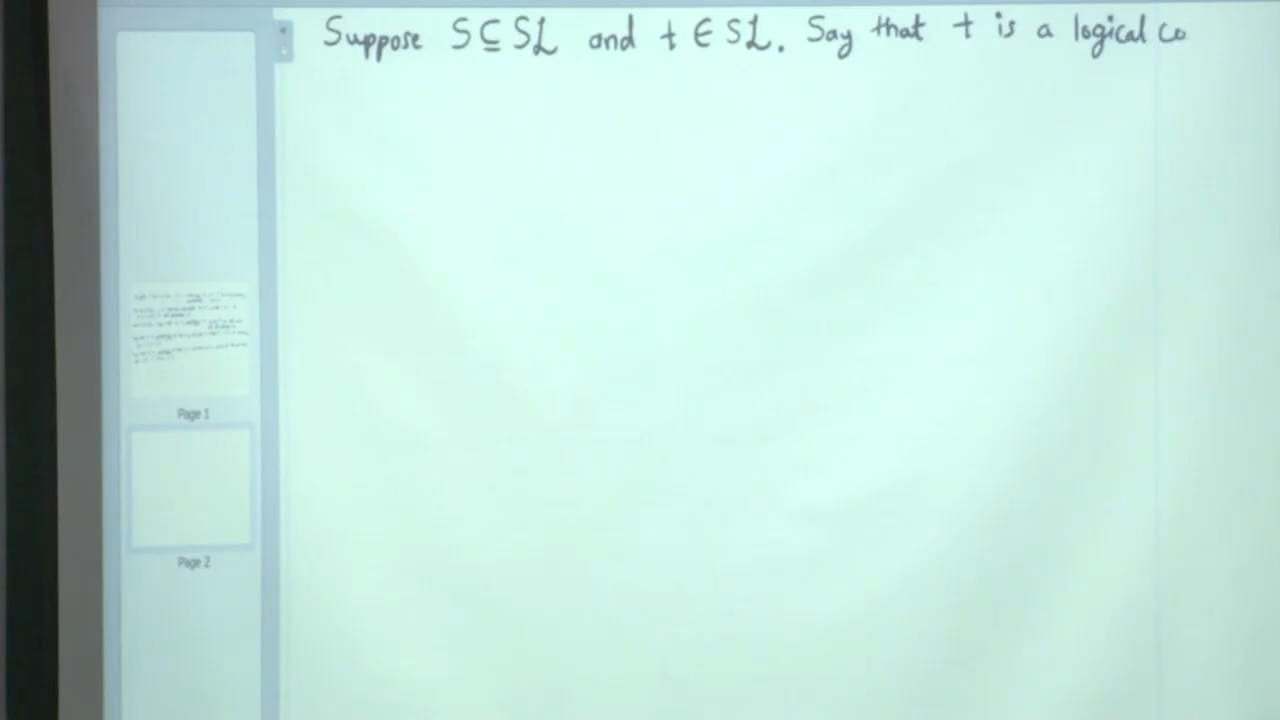 Suppose S ⊆ SL and t ∈ SL. Say that t is a logical co
Page 1
Page 2